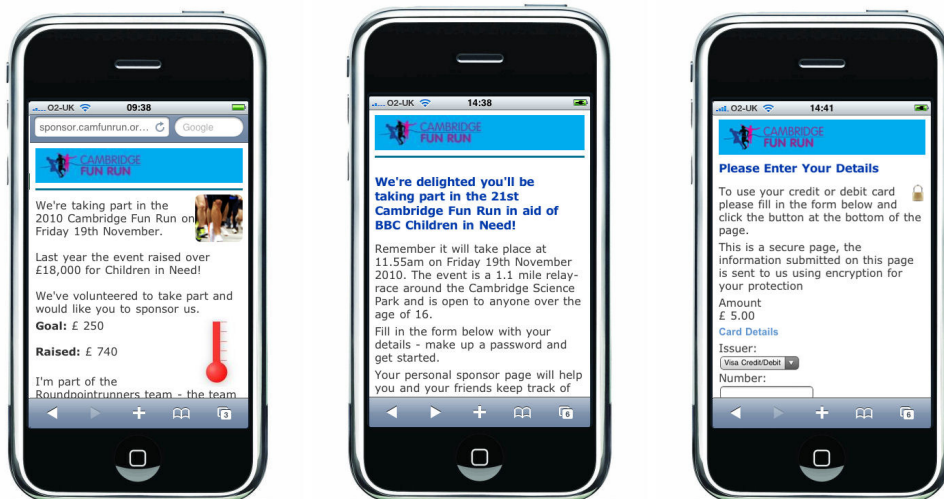 O2-UK 09:38
sponsor.camfunrun.or... Google
CAMBRIDGE
FUN RUN
We're taking part in the
2010 Cambridge Fun Run on
Friday 19th November.
Last year the event raised over
£18,000 for Children in Need!
We've volunteered to take part and
would like you to sponsor us.
Goal: £ 250
Raised: £ 740
I'm part of the
Roundpointrunners team - the team
3
O2-UK 14:38
CAMBRIDGE
FUN RUN
We're delighted you'll be
taking part in the 21st
Cambridge Fun Run in aid of
BBC Children in Need!
Remember it will take place at
11.55am on Friday 19th November
2010. The event is a 1.1 mile relay-
race around the Cambridge Science
Park and is open to anyone over the
age of 16.
Fill in the form below with your
details - make up a password and
get started.
Your personal sponsor page will help
you and your friends keep track of
6
O2-UK 14:41
CAMBRIDGE
FUN RUN
Please Enter Your Details
To use your credit or debit card
please fill in the form below and
click the button at the bottom of the
page.
This is a secure page, the
information submitted on this page
is sent to us using encryption for
your protection
Amount
£ 5.00
Card Details
Issuer:
Visa Credit/Debit
Number:
6